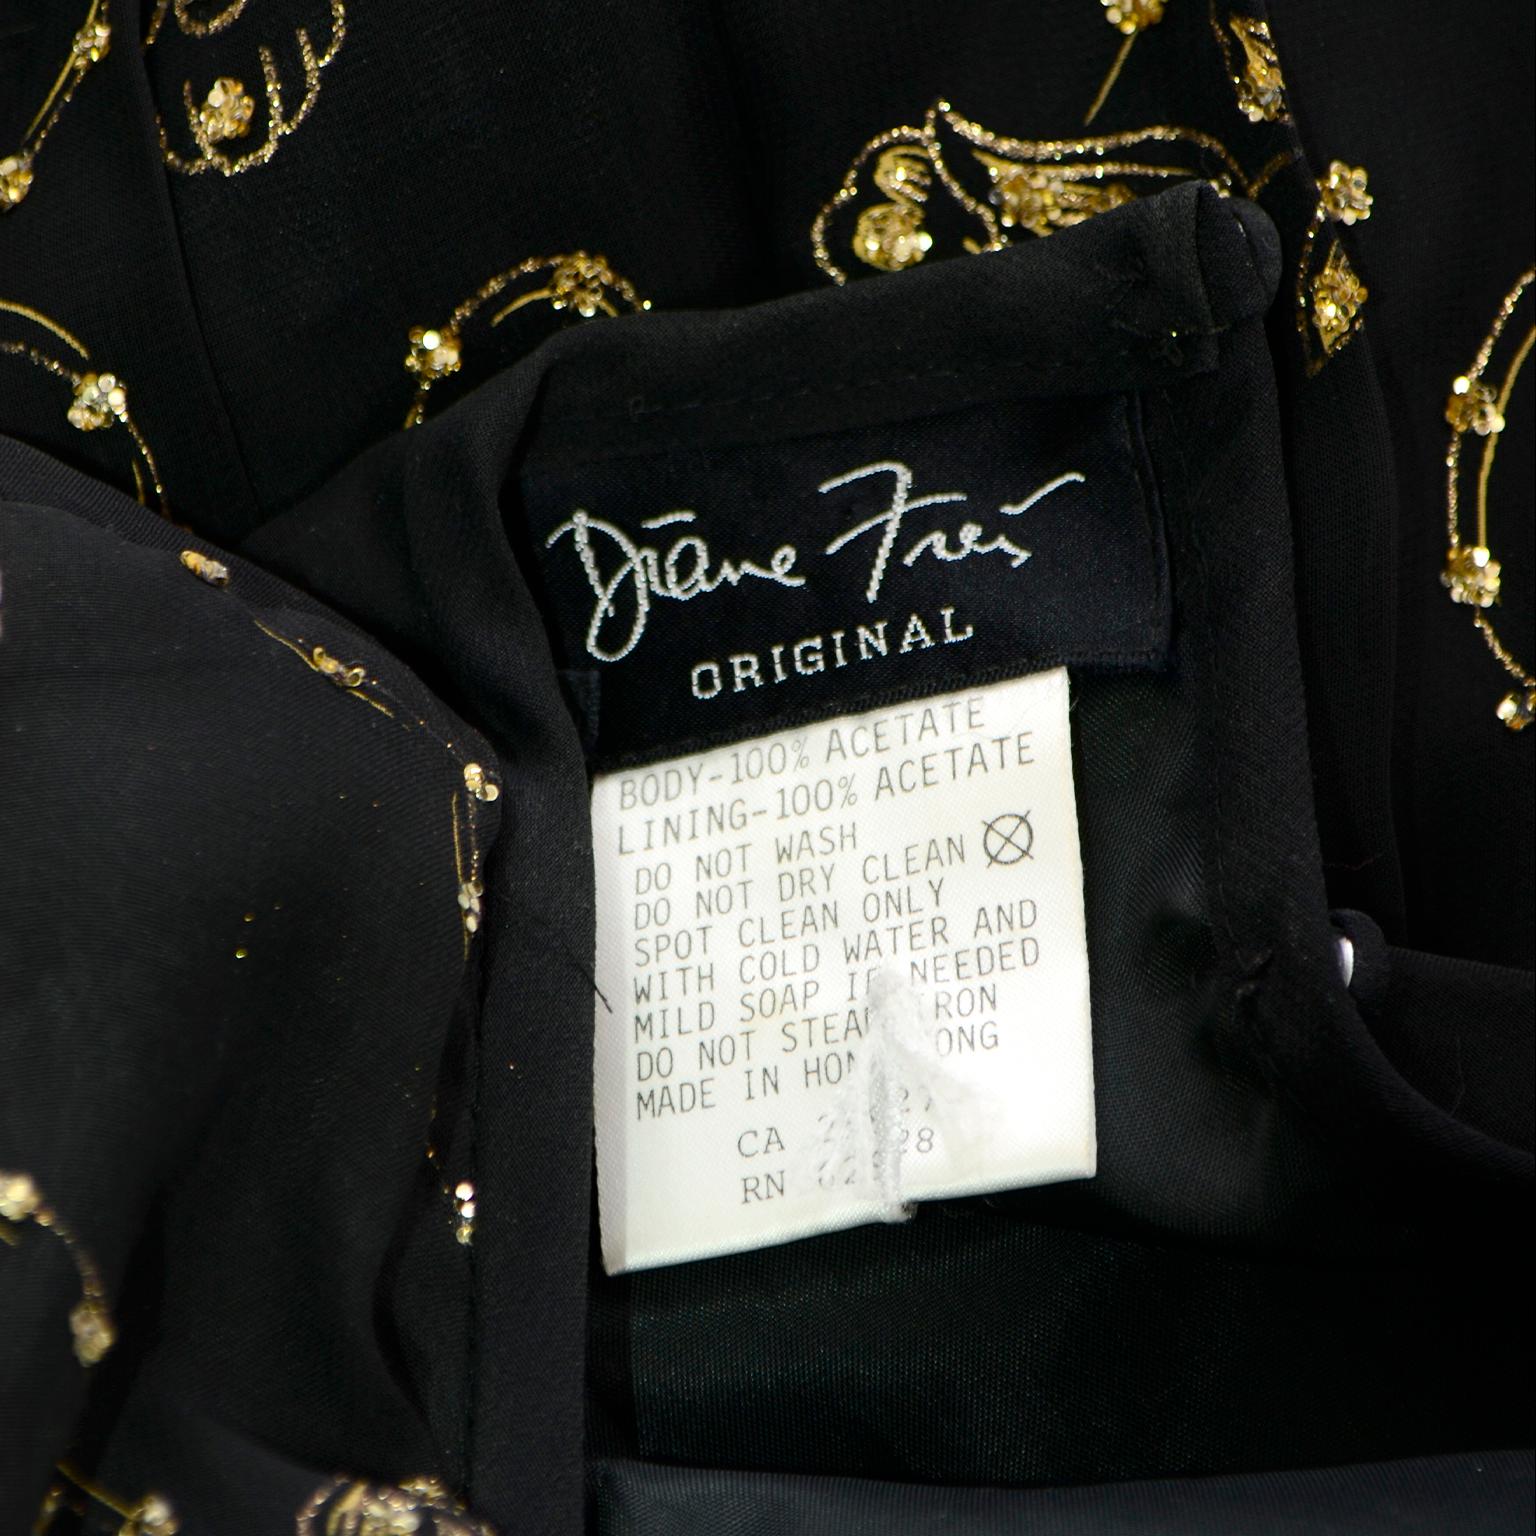 Diane Freis
ORIGINAL
BODY-100% ACETATE
LINING-100% ACETATE
DO NOT WASH
DO NOT DRY CLEAN
SPOT CLEAN ONLY
WITH COLD WATER AND
MILD SOAP IF NEEDED
DO NOT STEAM IRON
MADE IN HONG KONG
CA
RN